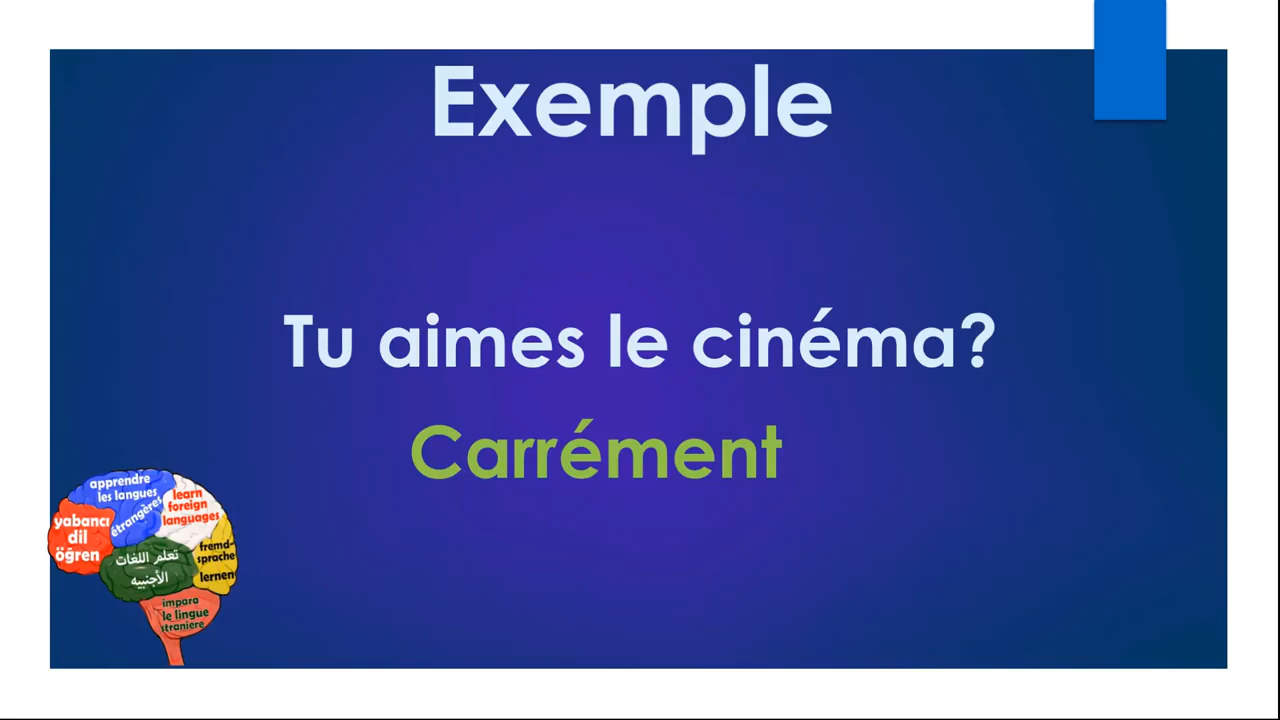 Exemple
Tu aimes le cinéma?
Carrément
apprendre
les langues
étrangères
learn
foreign
languages
yabancı
dil
öğren
تعلم اللغات
الأجنبيه
fremd-
sprache
lernen
impara
le lingue
straniere